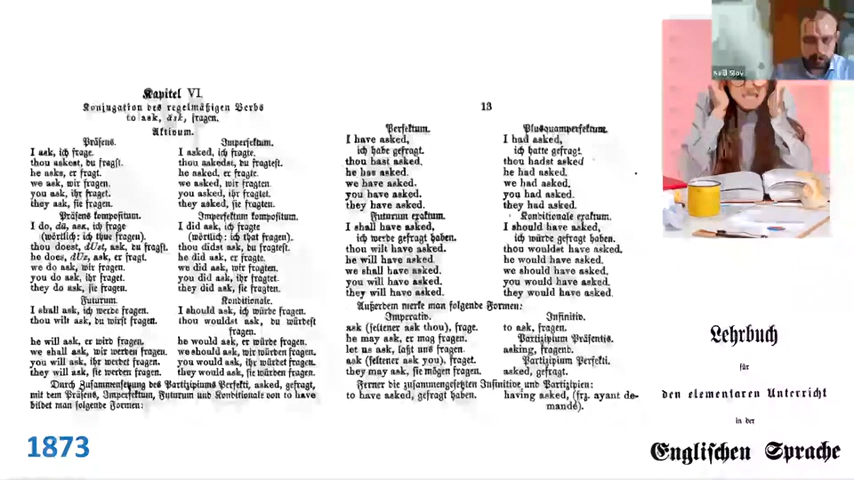 Kapitel VI.
Konjugation des regelmäßigen Verbs
to ask, äsk, fragen.
Aktivum.
Präsens.
I ask, ich frage.
thou askest, du fragst.
he asks, er fragt.
we ask, wir fragen.
you ask, ihr fraget.
they ask, sie fragen.
Präsens kompositum.
I do, dū, ask, ich frage
(wörtlich: ich thue fragen).
thou doest, ask, du fragst.
he does, ask, er fragt.
we do ask, wir fragen.
you do ask, ihr fraget.
they do ask, sie fragen.
Futurum.
I shall ask, ich werde fragen.
thou wilt ask, du wirst fragen.
he will ask, er wird fragen.
we shall ask, wir werden fragen.
you will ask, ihr werdet fragen.
they will ask, sie werden fragen.
Imperfektum.
I asked, ich fragte.
thou askedst, du fragtest.
he asked, er fragte.
we asked, wir fragten.
you asked, ihr fragtet.
they asked, sie fragten.
Imperfektum kompositum.
I did ask, ich fragte
(wörtlich: ich that fragen).
thou didst ask, du fragtest.
he did ask, er fragte.
we did ask, wir fragten.
you did ask, ihr fragtet.
they did ask, sie fragten.
Konditionale.
I should ask, ich würde fragen.
thou wouldst ask, du würdest
fragen.
he would ask, er würde fragen.
we should ask, wir würden fragen.
you would ask, ihr würdet fragen.
they would ask, sie würden fragen.
Durch Zusammensetzung des Partizipiums Perfekti, asked, gefragt,
mit dem Präsens, Imperfektum, Futurum und Konditionale von to have
bildet man folgende Formen:
13
Perfektum.
I have asked,
ich habe gefragt.
thou hast asked.
he has asked.
we have asked.
you have asked.
they have asked.
Futurum exaktum.
I shall have asked,
ich werde gefragt haben.
thou wilt have asked.
he will have asked.
we shall have asked.
you will have asked.
they will have asked.
Plusquamperfektum.
I had asked,
ich hatte gefragt.
thou hadst asked
he had asked.
we had asked.
you had asked.
they had asked.
Konditionale exaktum.
I should have asked,
ich würde gefragt haben.
thou wouldest have asked.
he would have asked.
we should have asked.
you would have asked.
they would have asked.
Außerdem merke man folgende Formen:
Imperativ.
ask (seltener ask thou), frage.
he may ask, er mag fragen.
let us ask, laßt uns fragen.
ask (seltener ask you), fraget.
they may ask, sie mögen fragen.
Infinitiv.
to ask, fragen.
Partizipium Präsentis.
asking, fragend.
Partizipium Perfekti.
asked, gefragt.
Ferner die zusammengesetzten Infinitive und Partizipien:
to have asked, gefragt haben.
having asked, (frz. ayant de-
mandé).
1873
Lehrbuch
für
den elementaren Unterricht
in der
Englischen Sprache